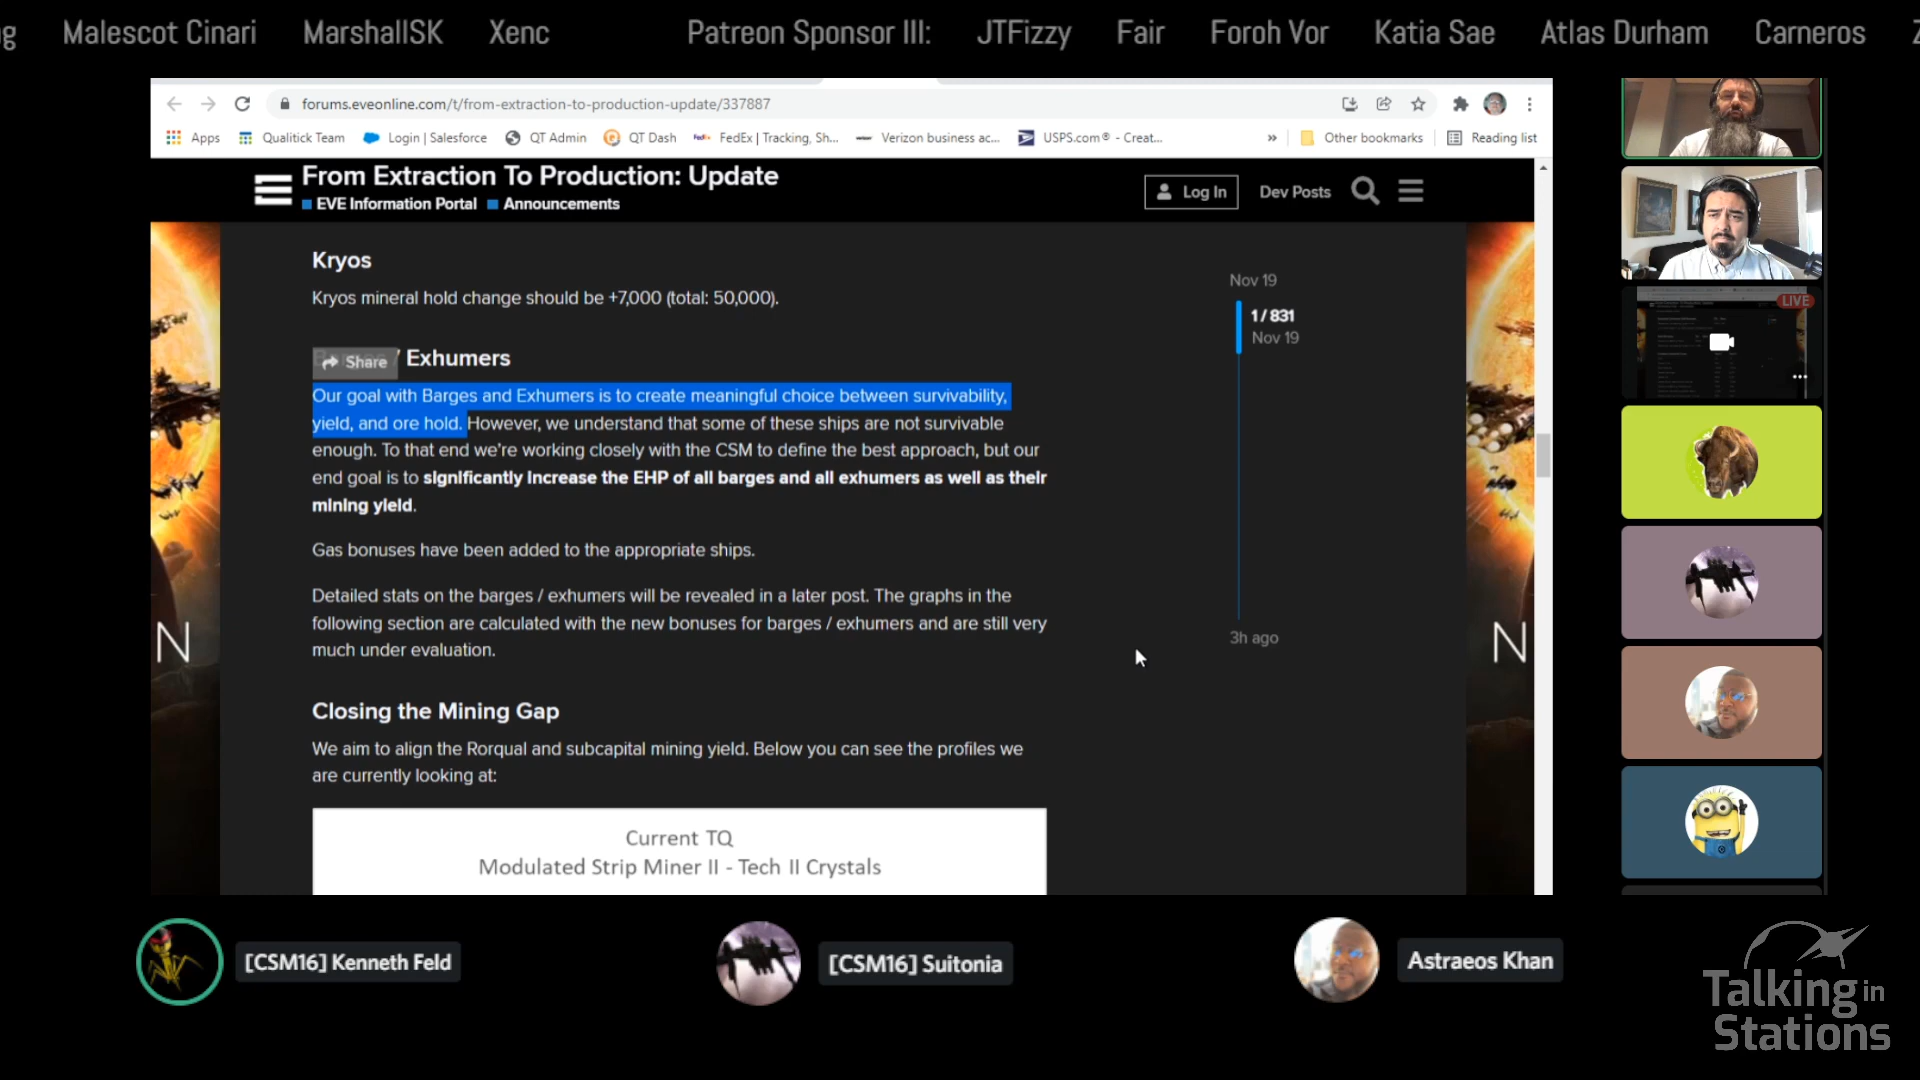 Malescot Cinari MarshallSK Xenc Patreon Sponsor III: JTFizzy Fair Foroh Vor Katia Sae Atlas Durham Carneros
forums.eveonline.com/t/from-extraction-to-production-update/337887
Apps Qualitick Team Login | Salesforce QT Admin QT Dash FedEx | Tracking, Sh... Verizon business ac... USPS.com® - Creat... » Other bookmarks Reading list
From Extraction To Production: Update
EVE Information Portal Announcements
Log In Dev Posts
Kryos
Kryos mineral hold change should be +7,000 (total: 50,000).
Share / Exhumers
Our goal with Barges and Exhumers is to create meaningful choice between survivability,
yield, and ore hold. However, we understand that some of these ships are not survivable
enough. To that end we're working closely with the CSM to define the best approach, but our
end goal is to significantly increase the EHP of all barges and all exhumers as well as their
mining yield.
Gas bonuses have been added to the appropriate ships.
Detailed stats on the barges / exhumers will be revealed in a later post. The graphs in the
following section are calculated with the new bonuses for barges / exhumers and are still very
much under evaluation.
Closing the Mining Gap
We aim to align the Rorqual and subcapital mining yield. Below you can see the profiles we
are currently looking at:
Current TQ
Modulated Strip Miner II - Tech II Crystals
Nov 19
1 / 831
Nov 19
3h ago
N
N
LIVE
[CSM16] Kenneth Feld
[CSM16] Suitonia
Astraeos Khan
Talking in
Stations